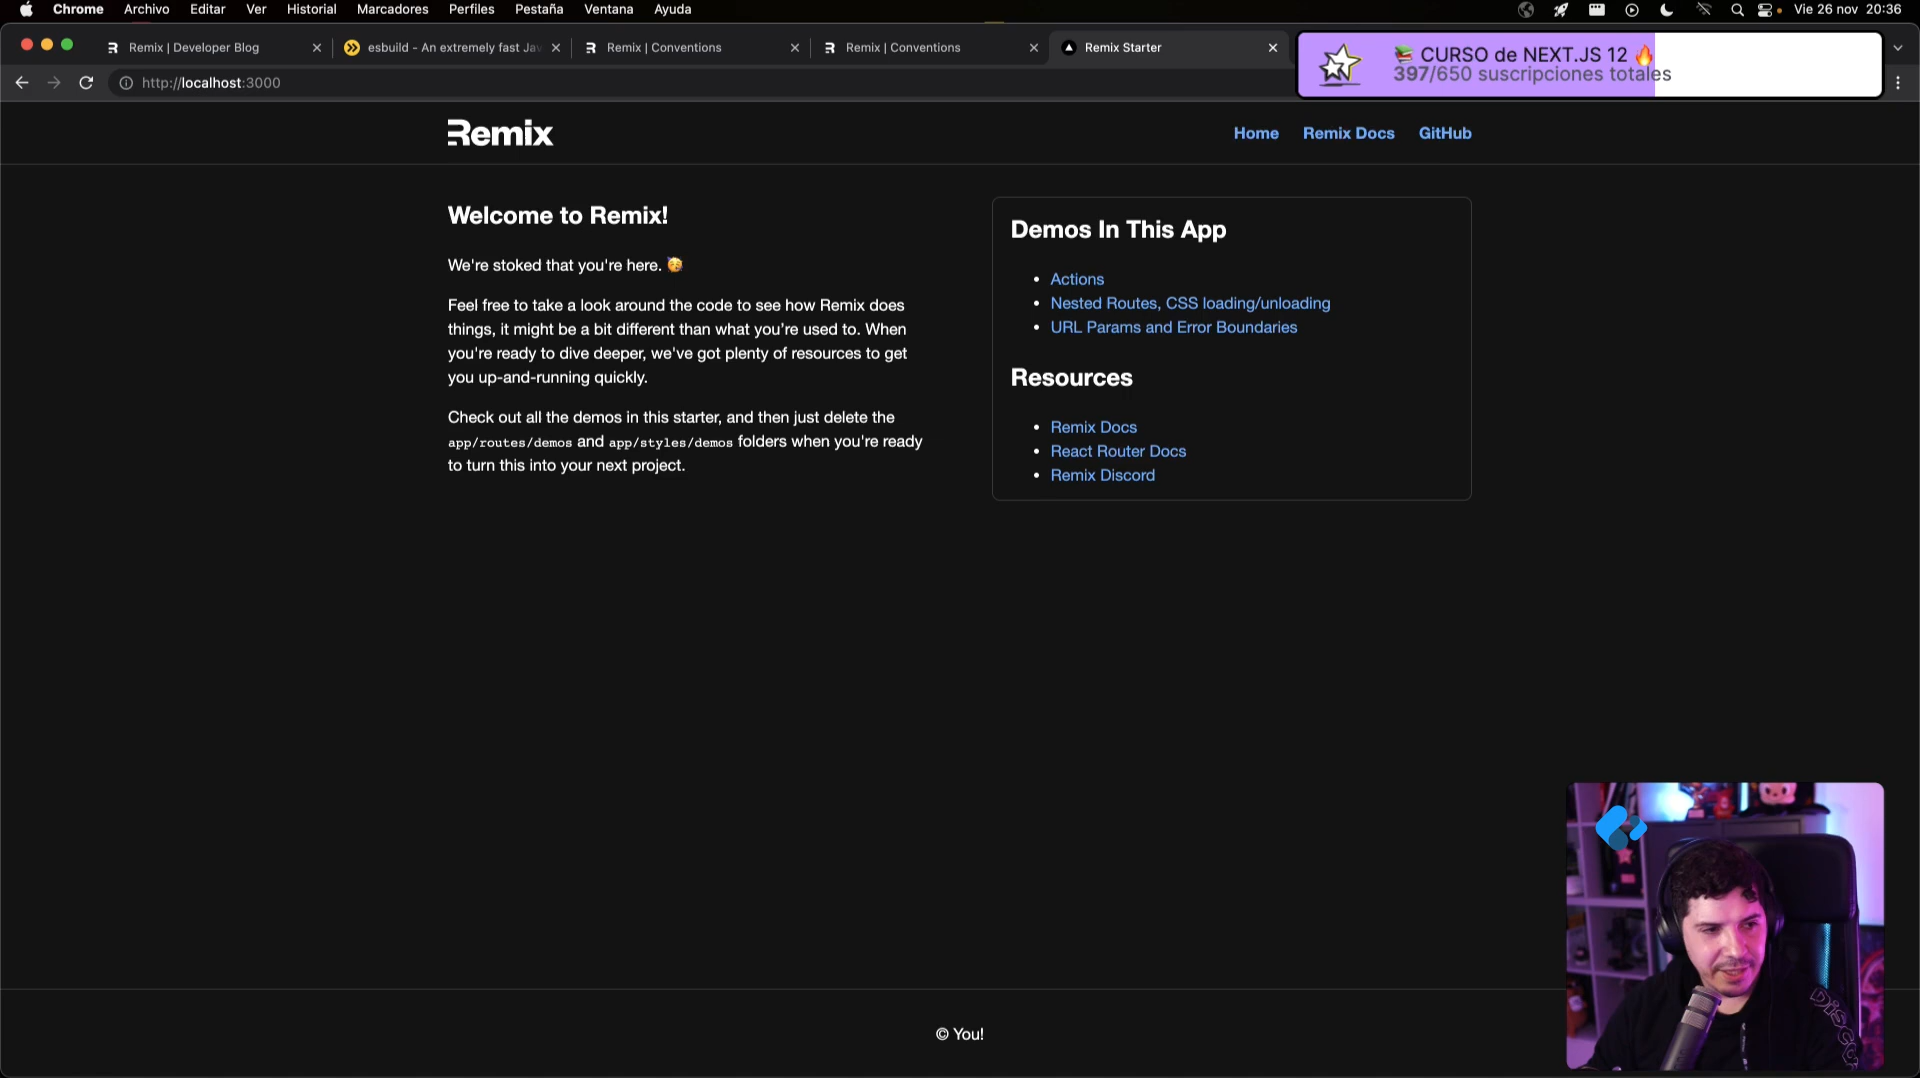 Chrome Archivo Editar Ver Historial Marcadores Perfiles Pestaña Ventana Ayuda
Vie 26 nov 20:36
Remix | Developer Blog
esbuild - An extremely fast Jav
Remix | Conventions
Remix | Conventions
Remix Starter
📚 CURSO de NEXT.JS 12 🔥
397/650 suscripciones totales
http://localhost:3000
Remix
Home
Remix Docs
GitHub
Welcome to Remix!
We're stoked that you're here. 🥳
Feel free to take a look around the code to see how Remix does
things, it might be a bit different than what you’re used to. When
you're ready to dive deeper, we've got plenty of resources to get
you up-and-running quickly.
Check out all the demos in this starter, and then just delete the
app/routes/demos and app/styles/demos folders when you're ready
to turn this into your next project.
Demos In This App
• Actions
• Nested Routes, CSS loading/unloading
• URL Params and Error Boundaries
Resources
• Remix Docs
• React Router Docs
• Remix Discord
© You!